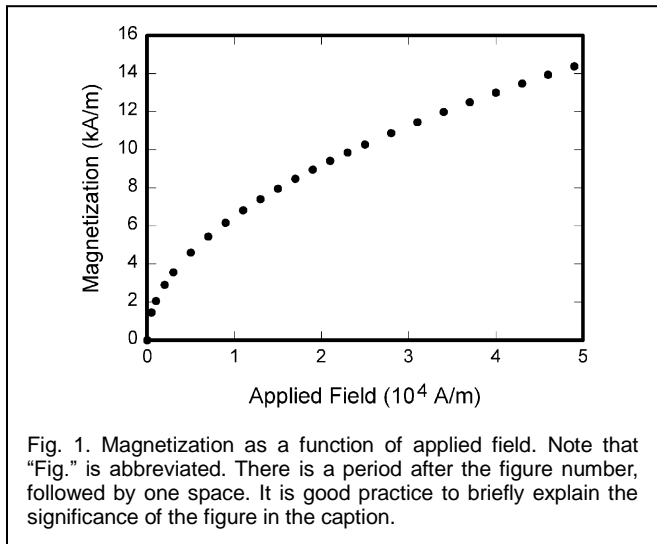 16
14
12
10
8
6
4
2
0
Magnetization (kA/m)
0 1 2 3 4 5
Applied Field (10⁴ A/m)
Fig. 1. Magnetization as a function of applied field. Note that
“Fig.” is abbreviated. There is a period after the figure number,
followed by one space. It is good practice to briefly explain the
significance of the figure in the caption.